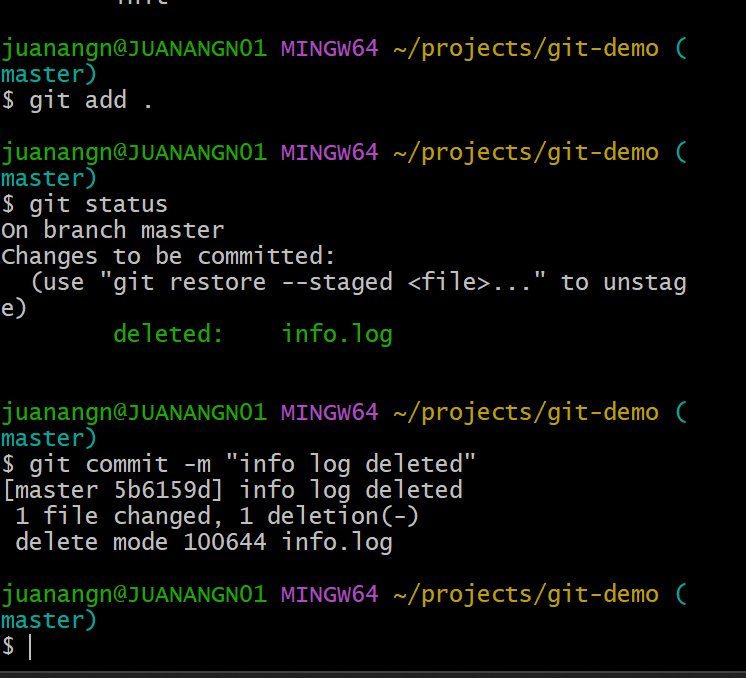 juanangn@JUANANGN01 MINGW64 ~/projects/git-demo (
master)
$ git add .
juanangn@JUANANGN01 MINGW64 ~/projects/git-demo (
master)
$ git status
On branch master
Changes to be committed:
  (use "git restore --staged <file>..." to unstag
e)
        deleted:    info.log
juanangn@JUANANGN01 MINGW64 ~/projects/git-demo (
master)
$ git commit -m "info log deleted"
[master 5b6159d] info log deleted
 1 file changed, 1 deletion(-)
 delete mode 100644 info.log
juanangn@JUANANGN01 MINGW64 ~/projects/git-demo (
master)
$